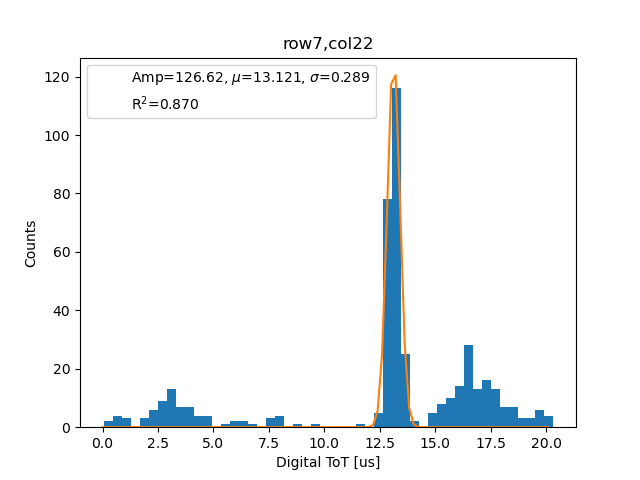 row7,col22
Amp=126.62, μ=13.121, σ=0.289
R²=0.870
120
100
80
60
40
20
0
Counts
0.0 2.5 5.0 7.5 10.0 12.5 15.0 17.5 20.0
Digital ToT [us]